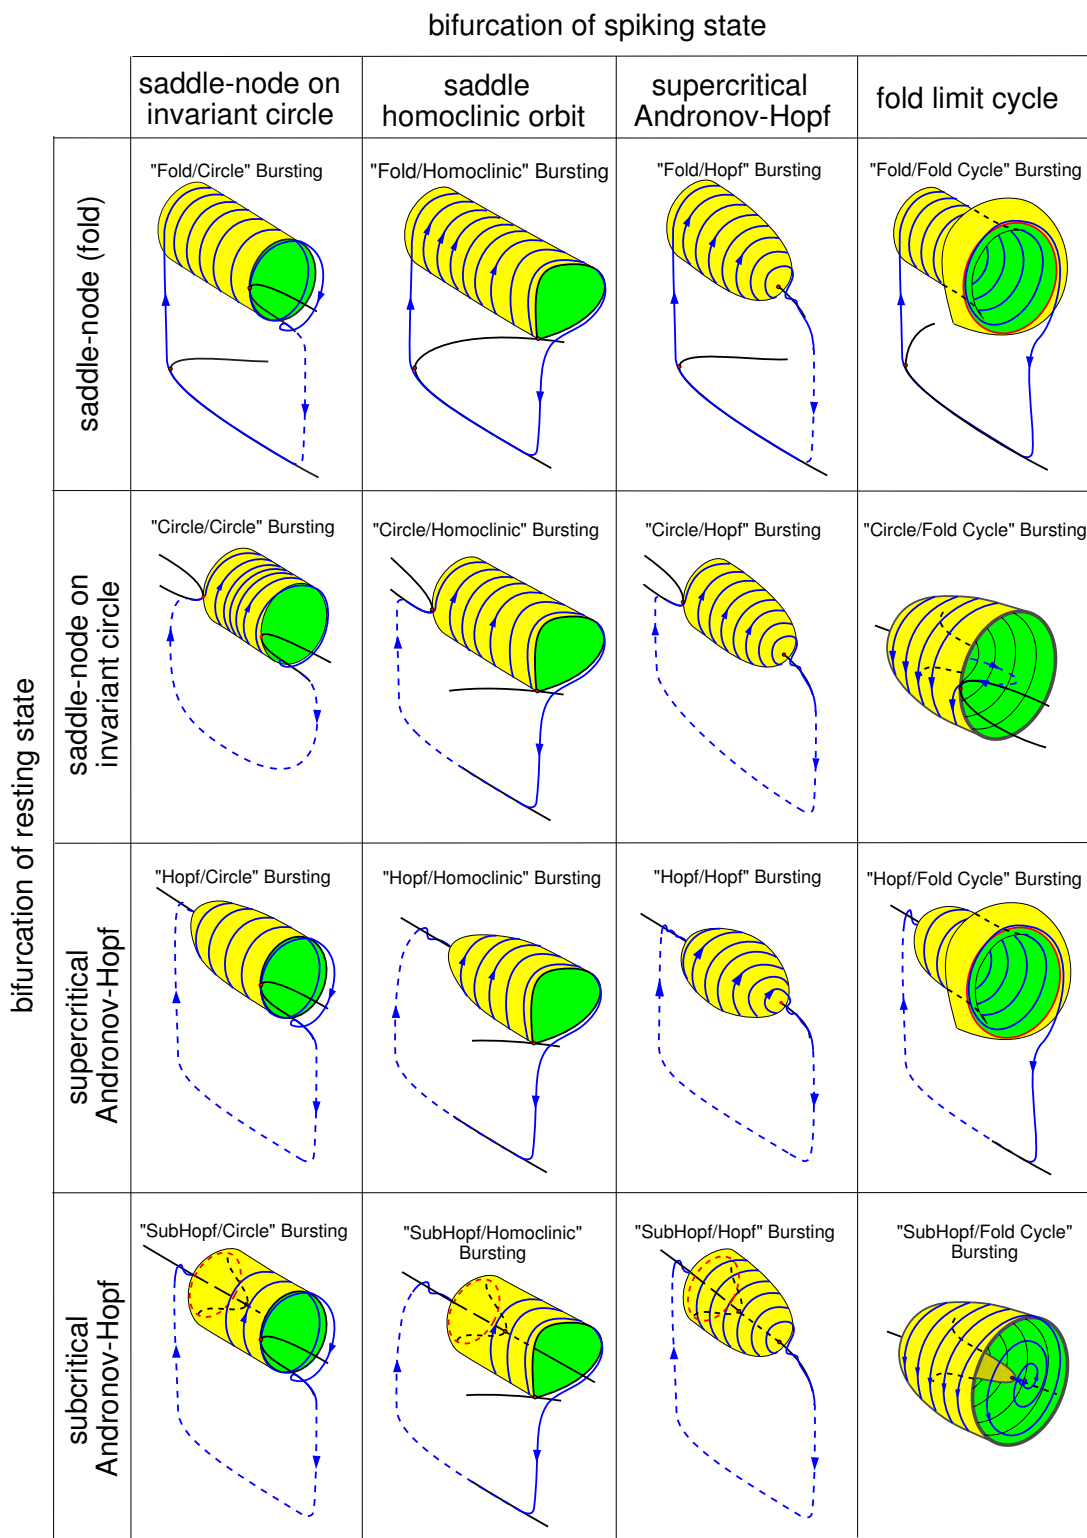 bifurcation of spiking state
saddle-node on
invariant circle
saddle
homoclinic orbit
supercritical
Andronov-Hopf
fold limit cycle
bifurcation of resting state
saddle-node (fold)
"Fold/Circle" Bursting
"Fold/Homoclinic" Bursting
"Fold/Hopf" Bursting
"Fold/Fold Cycle" Bursting
saddle-node on
invariant circle
"Circle/Circle" Bursting
"Circle/Homoclinic" Bursting
"Circle/Hopf" Bursting
"Circle/Fold Cycle" Bursting
supercritical
Andronov-Hopf
"Hopf/Circle" Bursting
"Hopf/Homoclinic" Bursting
"Hopf/Hopf" Bursting
"Hopf/Fold Cycle" Bursting
subcritical
Andronov-Hopf
"SubHopf/Circle" Bursting
"SubHopf/Homoclinic"
Bursting
"SubHopf/Hopf" Bursting
"SubHopf/Fold Cycle"
Bursting